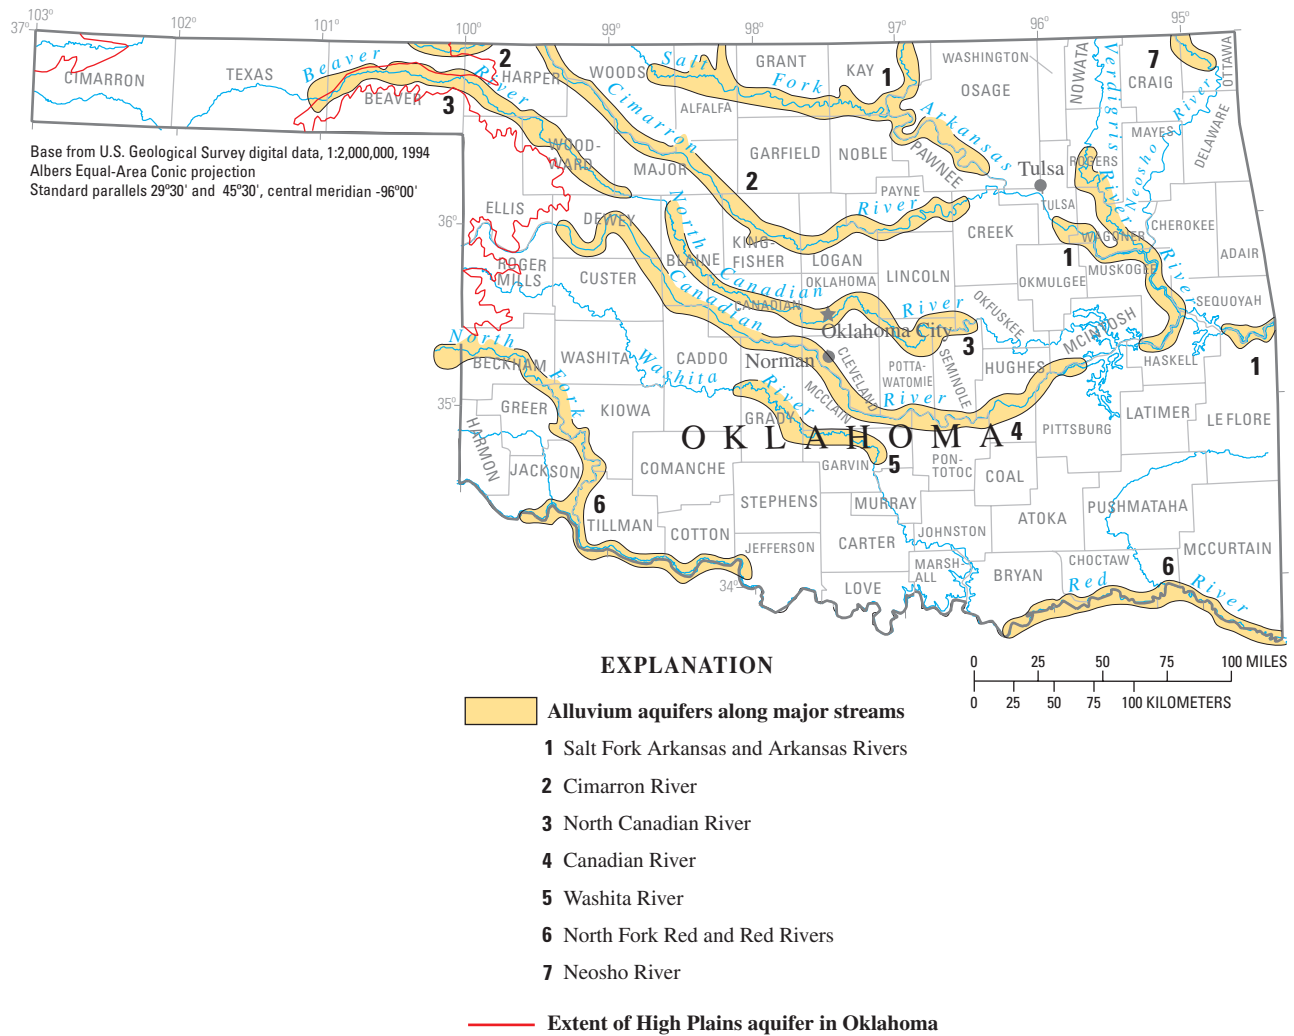 103°
102°
101°
100°
99°
98°
97°
96°
95°
37°
36°
35°
34°
CIMARRON
TEXAS
Beaver
River
BEAVER
3
2
HARPER
WOODS
Salt
Fork
Arkansas
ALFALFA
GRANT
KAY
1
WASHINGTON
OSAGE
NOWATA
Verdigris
River
7
CRAIG
OTTAWA
Base from U.S. Geological Survey digital data, 1:2,000,000, 1994
Albers Equal-Area Conic projection
Standard parallels 29°30' and 45°30', central meridian -96°00'
WOOD-
WARD
Cimarron
River
MAJOR
GARFIELD
2
NOBLE
PAWNEE
PAYNE
Tulsa
TULSA
ROGERS
MAYES
Neosho
River
DELAWARE
ELLIS
DEWEY
BLAINE
KING-
FISHER
LOGAN
CREEK
WAGONER
CHEROKEE
ADAIR
1
ROGER
MILLS
CUSTER
North
Canadian
River
CANADIAN
OKLAHOMA
LINCOLN
OKMULGEE
MUSKOGEE
River
SEQUOYAH
Oklahoma City
OKFUSKEE
MCINTOSH
3
1
North
Fork
BECKHAM
WASHITA
Washita
River
CADDO
Canadian
River
Norman
CLEVELAND
MCCLAIN
POTTA-
WATOMIE
SEMINOLE
HUGHES
HASKELL
GREER
KIOWA
GRADY
LATIMER
LE FLORE
OKLAHOMA
4
PITTSBURG
HARMON
JACKSON
COMANCHE
GARVIN
5
PON-
TOTOC
COAL
6
TILLMAN
COTTON
STEPHENS
MURRAY
JOHNSTON
ATOKA
PUSHMATAHA
JEFFERSON
CARTER
MARSH-
ALL
BRYAN
CHOCTAW
MCCURTAIN
LOVE
Red
River
6
EXPLANATION
0 25 50 75 100 MILES
0 25 50 75 100 KILOMETERS
Alluvium aquifers along major streams
1 Salt Fork Arkansas and Arkansas Rivers
2 Cimarron River
3 North Canadian River
4 Canadian River
5 Washita River
6 North Fork Red and Red Rivers
7 Neosho River
Extent of High Plains aquifer in Oklahoma